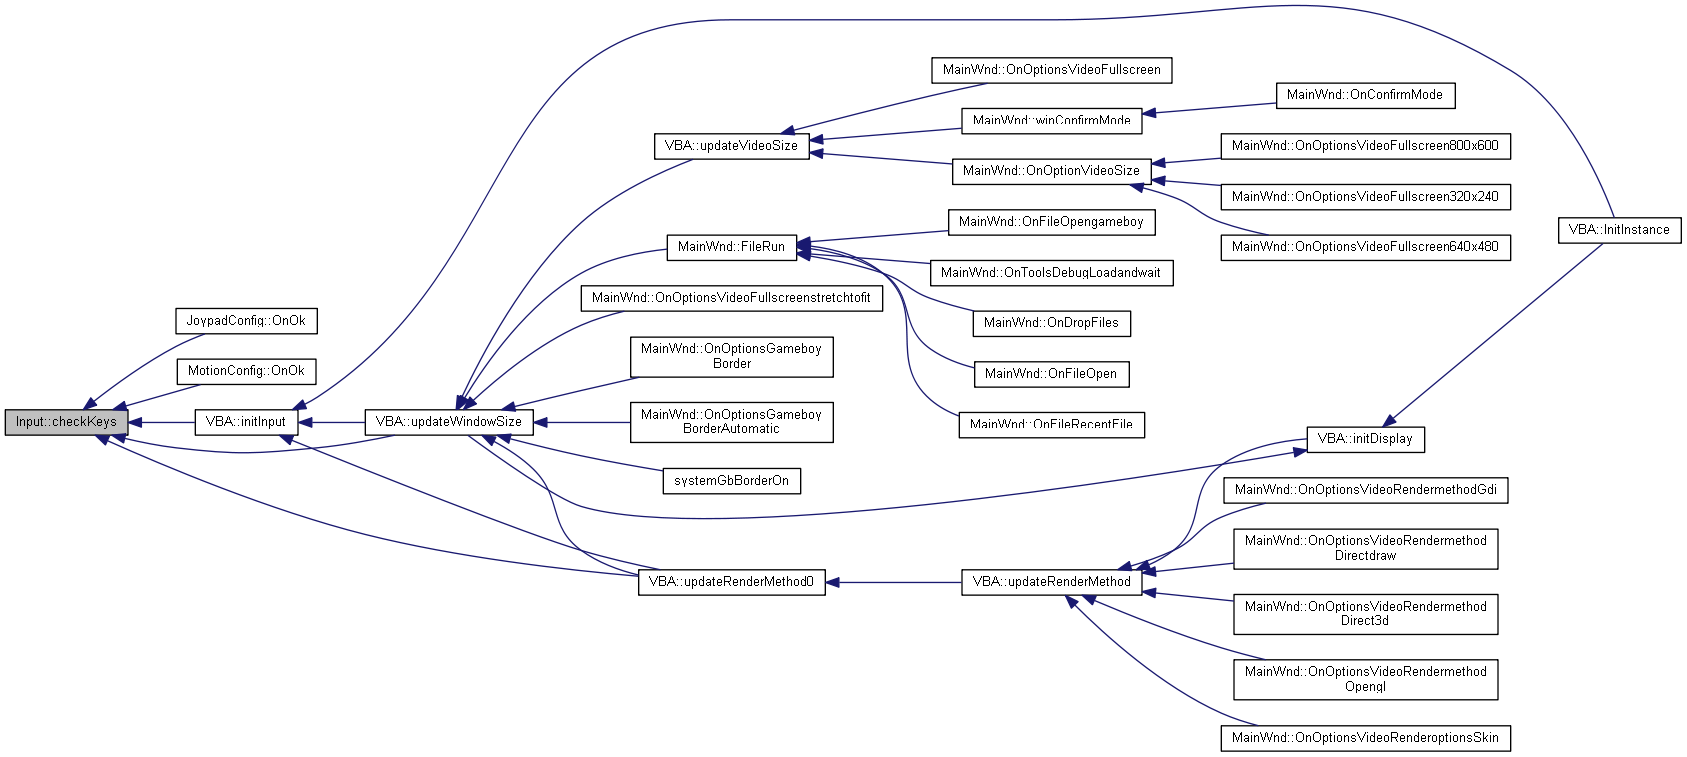 MainWnd::OnOptionsVideoFullscreen
MainWnd::OnConfirmMode
MainWnd::winConfirmMode
VBA::updateVideoSize
MainWnd::OnOptionsVideoFullscreen800x600
MainWnd::OnOptionVideoSize
MainWnd::OnOptionsVideoFullscreen320x240
MainWnd::OnFileOpengameboy
VBA::InitInstance
MainWnd::FileRun
MainWnd::OnOptionsVideoFullscreen640x480
MainWnd::OnToolsDebugLoadandwait
MainWnd::OnOptionsVideoFullscreenstretchtofit
JoypadConfig::OnOk
MainWnd::OnDropFiles
MainWnd::OnOptionsGameboy
Border
MotionConfig::OnOk
MainWnd::OnFileOpen
Input::checkKeys
VBA::initInput
VBA::updateWindowSize
MainWnd::OnOptionsGameboy
BorderAutomatic
MainWnd::OnFileRecentFile
VBA::initDisplay
systemGbBorderOn
MainWnd::OnOptionsVideoRendermethodGdi
MainWnd::OnOptionsVideoRendermethod
Directdraw
VBA::updateRenderMethod0
VBA::updateRenderMethod
MainWnd::OnOptionsVideoRendermethod
Direct3d
MainWnd::OnOptionsVideoRendermethod
Opengl
MainWnd::OnOptionsVideoRenderoptionsSkin